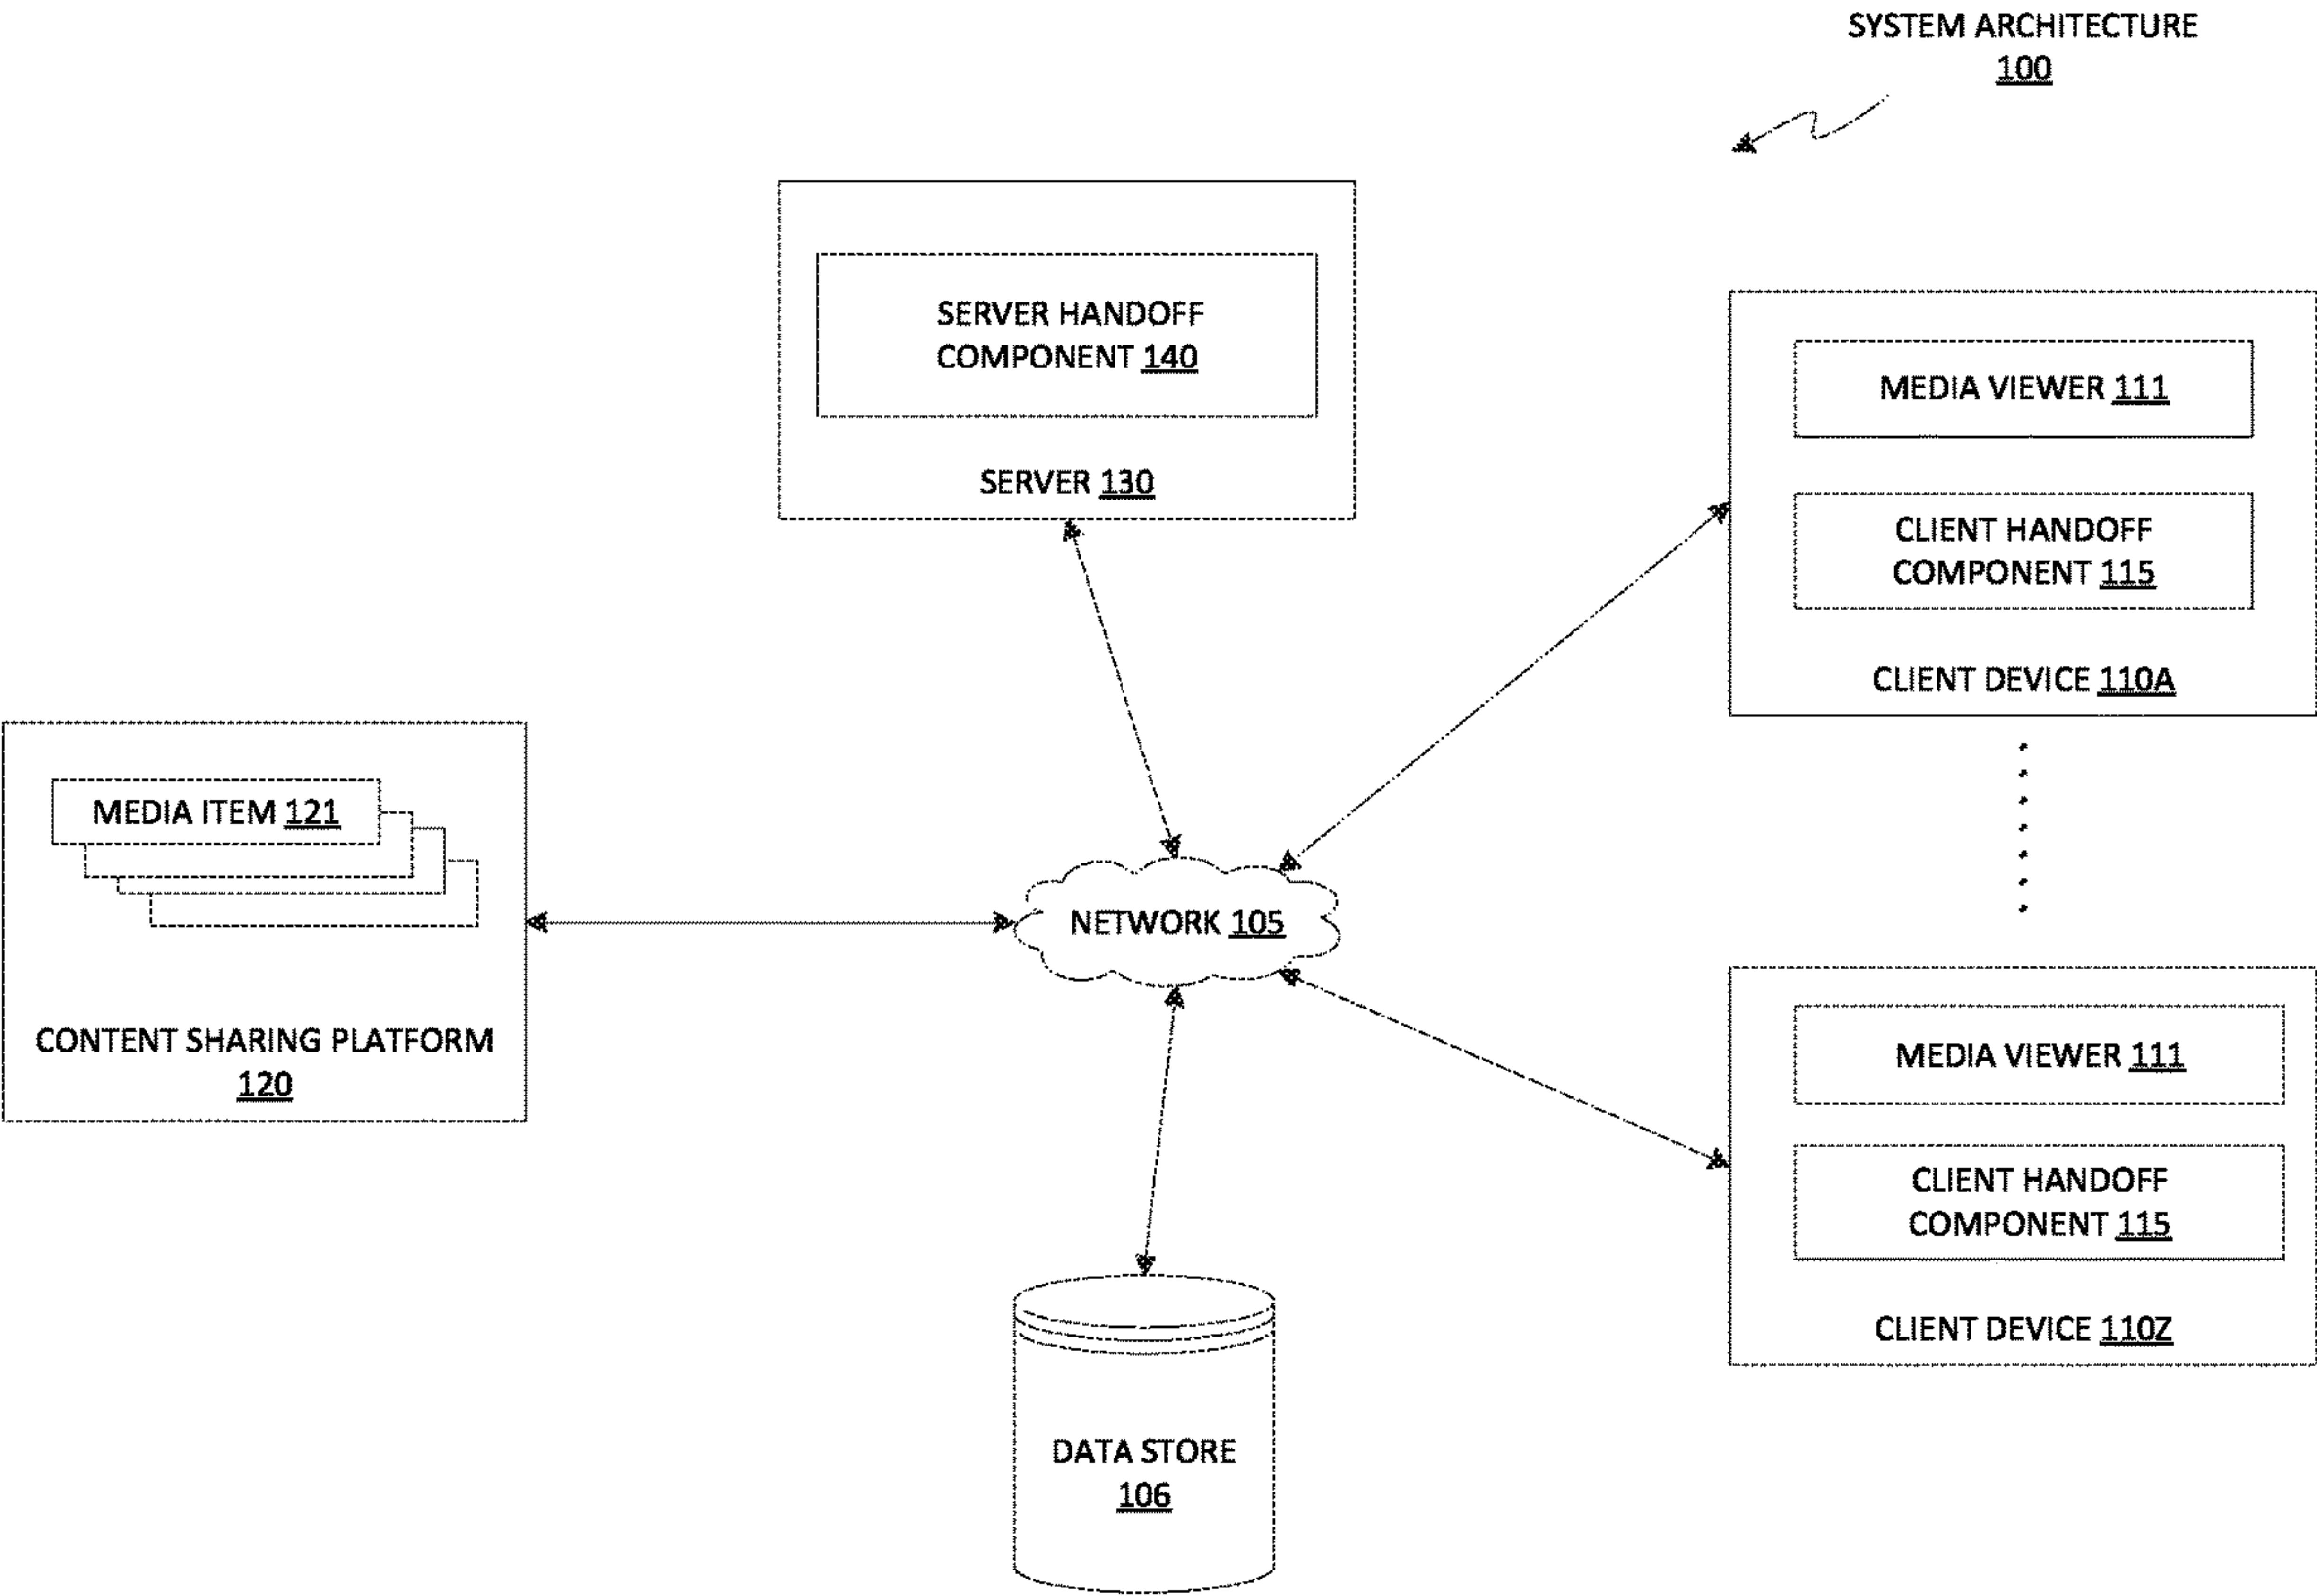 SYSTEM ARCHITECTURE
100
SERVER HANDOFF
COMPONENT 140
SERVER 130
MEDIA VIEWER 111
CLIENT HANDOFF
COMPONENT 115
CLIENT DEVICE 110A
MEDIA ITEM 121
CONTENT SHARING PLATFORM
120
NETWORK 105
MEDIA VIEWER 111
CLIENT HANDOFF
COMPONENT 115
CLIENT DEVICE 110Z
DATA STORE
106